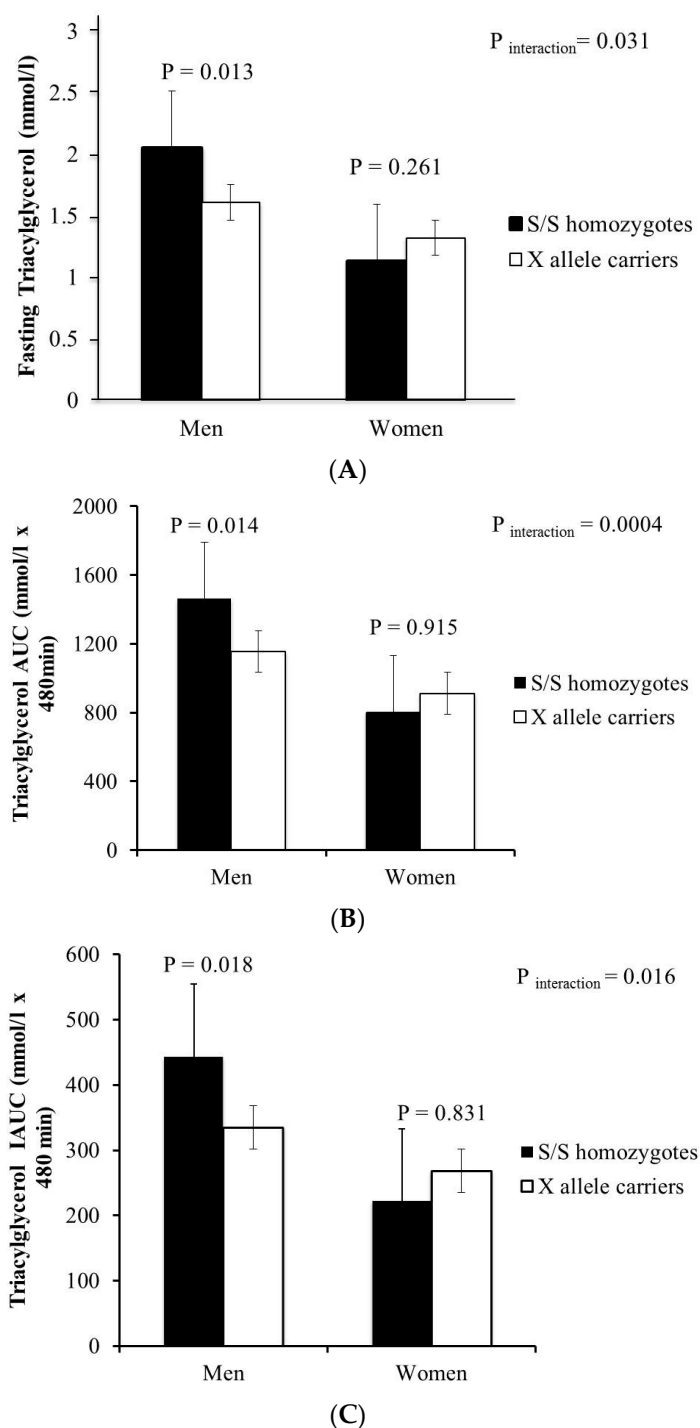 Fasting Triacylglycerol (mmol/l)
3
2.5
2
1.5
1
0.5
0
P interaction= 0.031
P = 0.013
P = 0.261
S/S homozygotes
X allele carriers
Men
Women
(A)
Triacylglycerol AUC (mmol/l x
480min)
2000
1600
1200
800
400
0
P interaction = 0.0004
P = 0.014
P = 0.915
S/S homozygotes
X allele carriers
Men
Women
(B)
Triacylglycerol IAUC (mmol/l x
480 min)
600
500
400
300
200
100
0
P = 0.018
P interaction = 0.016
P = 0.831
S/S homozygotes
X allele carriers
Men
Women
(C)